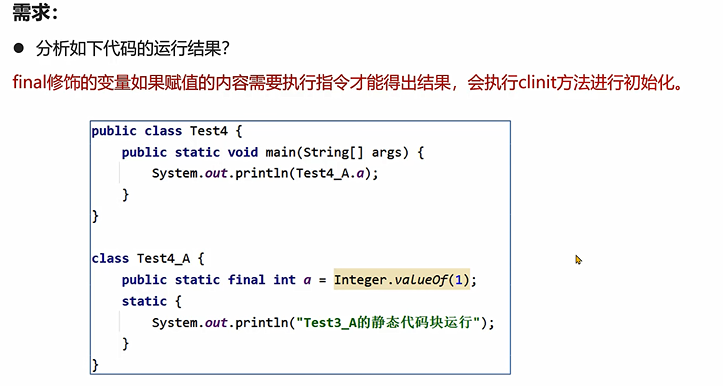 需求：
● 分析如下代码的运行结果？
final修饰的变量如果赋值的内容需要执行指令才能得出结果，会执行clinit方法进行初始化。
public class Test4 {
public static void main(String[] args) {
System.out.println(Test4_A.a);
}
}
class Test4_A {
public static final int a = Integer.valueOf(1);
static {
System.out.println("Test3_A的静态代码块运行");
}
}